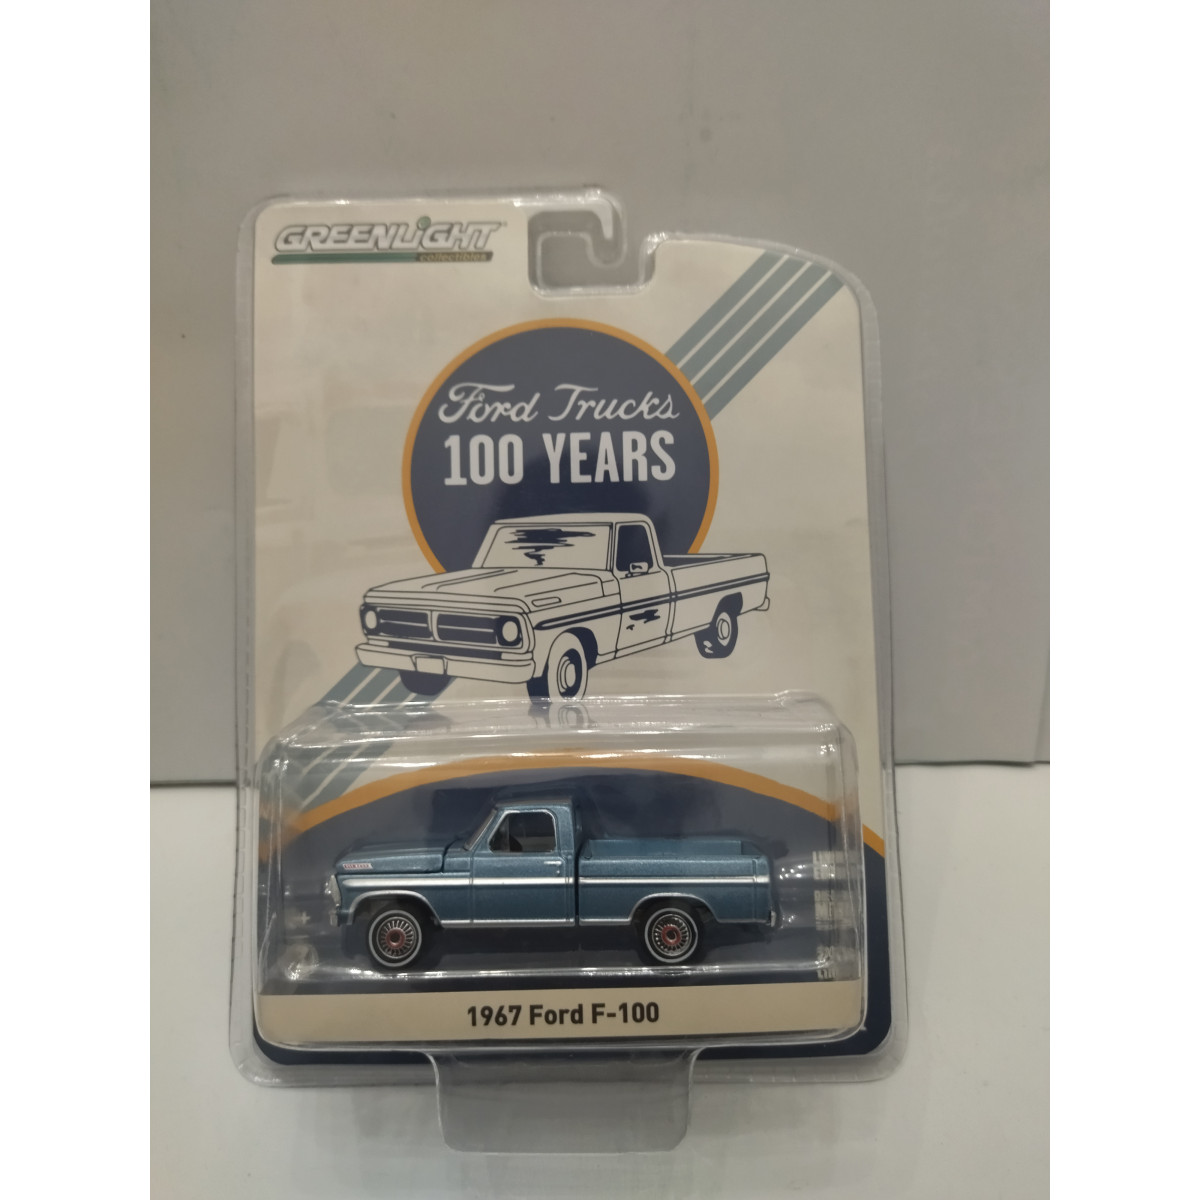 GREENLiGHT
collectibles
Ford Trucks
100 YEARS
1967 Ford F-100